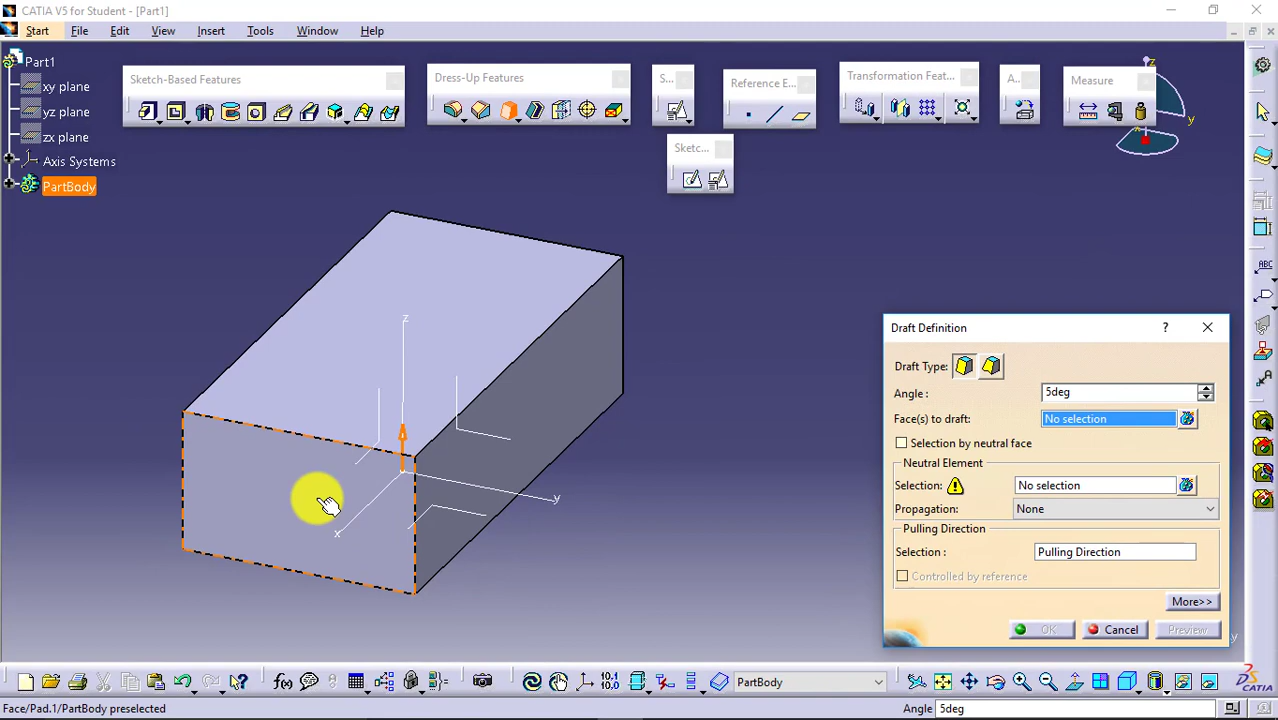 CATIA V5 for Student - [Part1]
Start File Edit View Insert Tools Window Help
Part1
xy plane
yz plane
zx plane
Axis Systems
PartBody
Sketch-Based Features
Dress-Up Features
S...
Reference E...
Transformation Feat...
A..
Measure
Sketc...
z
y
ABC
z
y
x
Draft Definition ?
Draft Type:
Angle : 5deg
Face(s) to draft: No selection
Selection by neutral face
Neutral Element
Selection: No selection
Propagation: None
Pulling Direction
Selection : Pulling Direction
Controlled by reference
More>>
OK Cancel Preview
y
f(x) 10.1 PartBody
CATIA
Face/Pad.1/PartBody preselected Angle 5deg